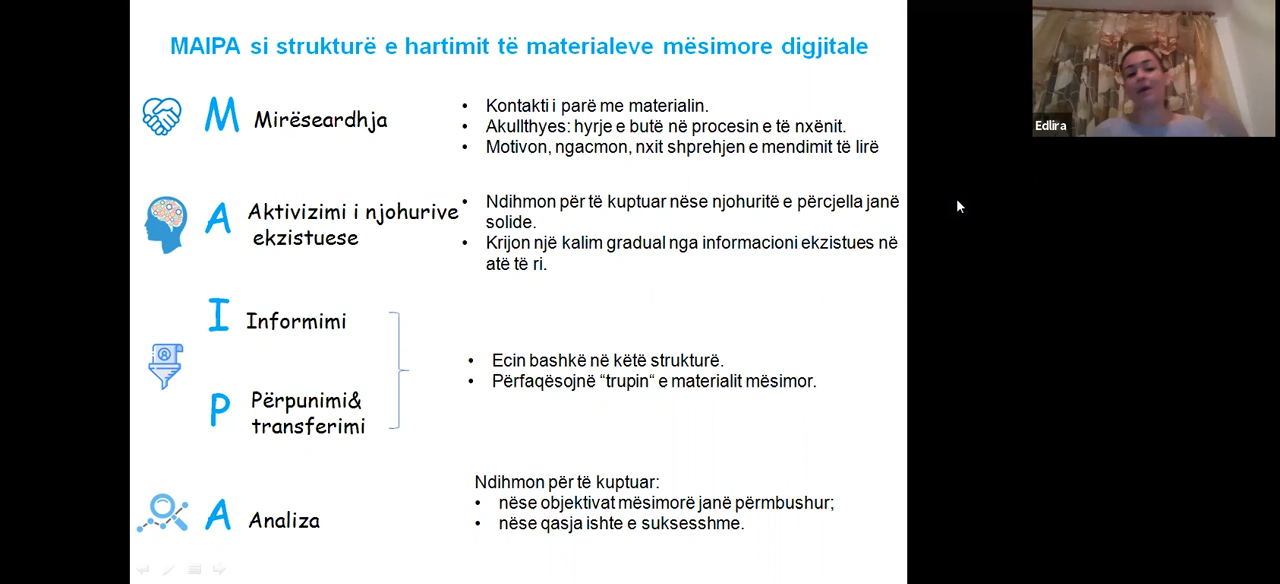 MAIPA si strukturë e hartimit të materialeve mësimore digjitale
M Mirëseardhja
• Kontakti i parë me materialin.
• Akullthyes: hyrje e butë në procesin e të nxënit.
• Motivon, ngacmon, nxit shprehjen e mendimit të lirë
A Aktivizimi i njohurive
ekzistuese
• Ndihmon për të kuptuar nëse njohuritë e përcjella janë
solide.
• Krijon një kalim gradual nga informacioni ekzistues në
atë të ri.
I Informimi
P Përpunimi&
transferimi
• Ecin bashkë në këtë strukturë.
• Përfaqësojnë “trupin“ e materialit mësimor.
A Analiza
Ndihmon për të kuptuar:
• nëse objektivat mësimorë janë përmbushur;
• nëse qasja ishte e suksesshme.
Edlira